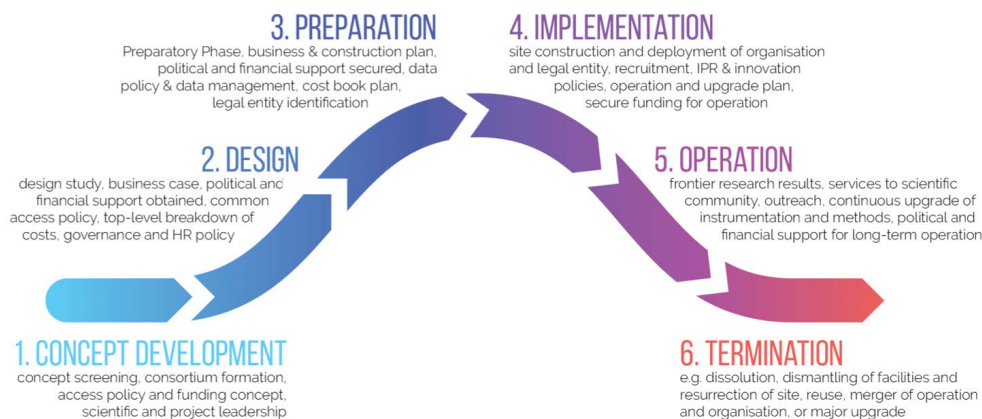 1. CONCEPT DEVELOPMENT
concept screening, consortium formation,
access policy and funding concept,
scientific and project leadership
2. DESIGN
design study, business case, political and
financial support obtained, common
access policy, top-level breakdown of
costs, governance and HR policy
3. PREPARATION
Preparatory Phase, business & construction plan,
political and financial support secured, data
policy & data management, cost book plan,
legal entity identification
4. IMPLEMENTATION
site construction and deployment of organisation
and legal entity, recruitment, IPR & innovation
policies, operation and upgrade plan,
secure funding for operation
5. OPERATION
frontier research results, services to scientific
community, outreach, continuous upgrade of
instrumentation and methods, political and
financial support for long-term operation
6. TERMINATION
e.g. dissolution, dismantling of facilities and
resurrection of site, reuse, merger of operation
and organisation, or major upgrade